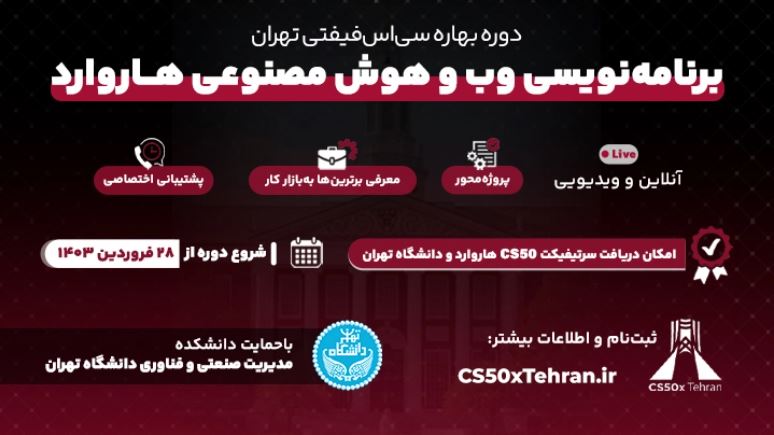 دوره بهاره سی‌اس‌فیفتی تهران
برنامه‌نویسی وب و هوش مصنوعی هاروارد
Live
آنلاین و ویدیویی
پروژه‌محور
معرفی برترین‌ها به‌بازار کار
پشتیبانی اختصاصی
امکان دریافت سرتیفیکت CS50 هاروارد و دانشگاه تهران
شروع دوره از ۲۸ فروردین ۱۴۰۳
ثبت‌نام و اطلاعات بیشتر:
CS50xTehran.ir
CS50x Tehran
باحمایت دانشکده
مدیریت صنعتی و فناوری دانشگاه تهران
دانشگاه تهران